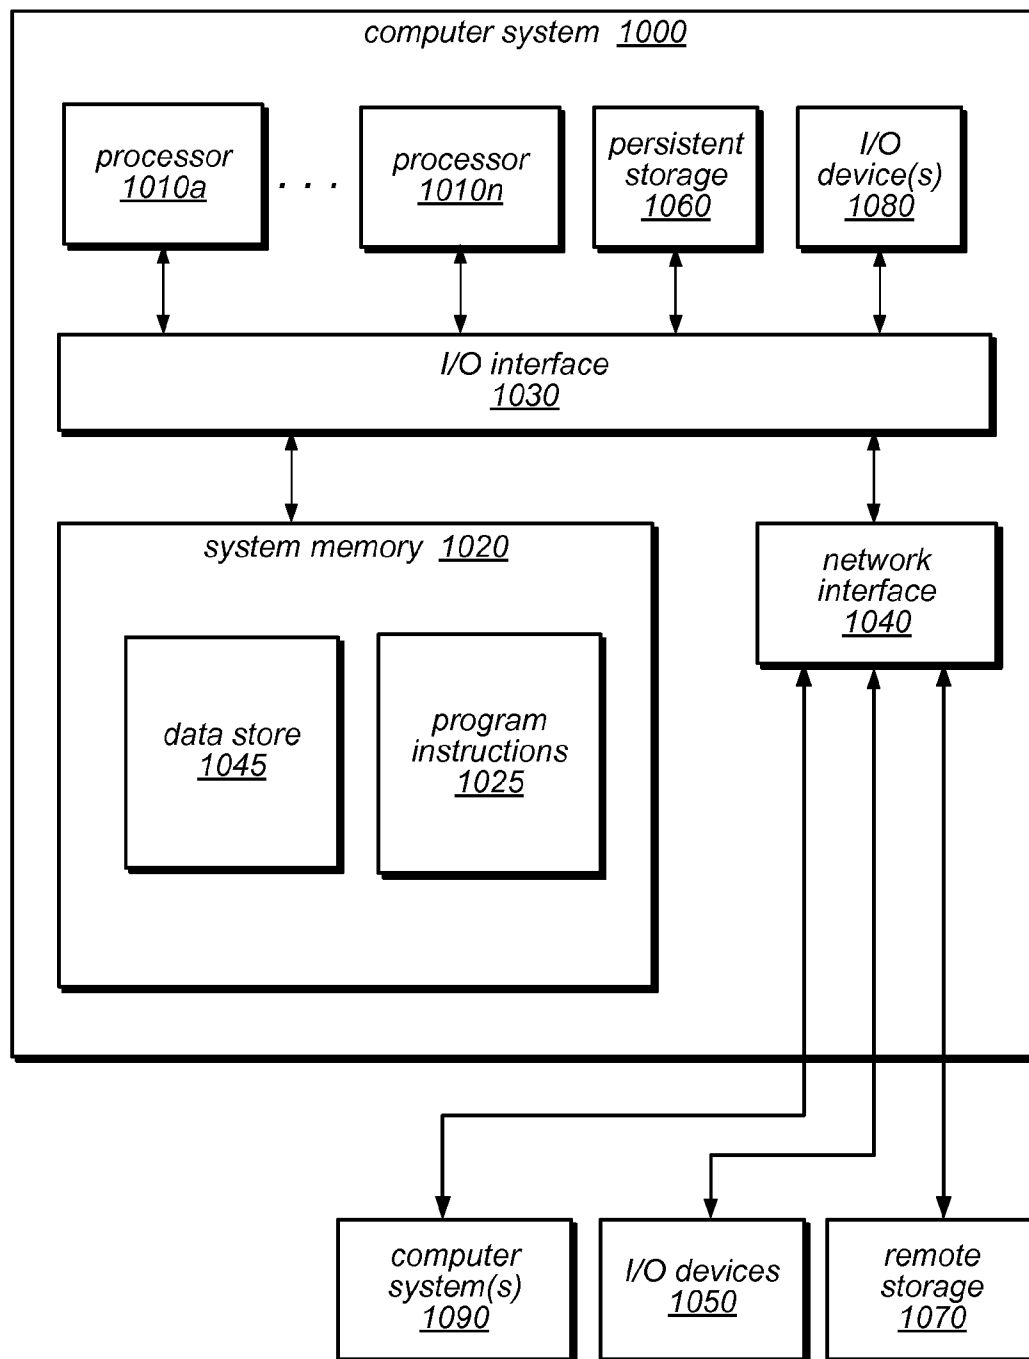 computer system 1000
processor
1010a
. . .
processor
1010n
persistent
storage
1060
I/O
device(s)
1080
I/O interface
1030
system memory 1020
network
interface
1040
data store
1045
program
instructions
1025
computer
system(s)
1090
I/O devices
1050
remote
storage
1070